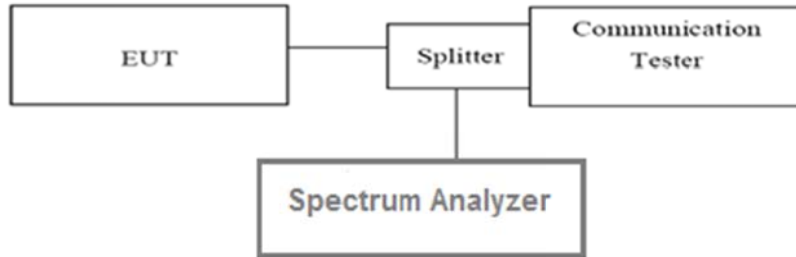 EUT
Splitter
Communication
Tester
Spectrum Analyzer